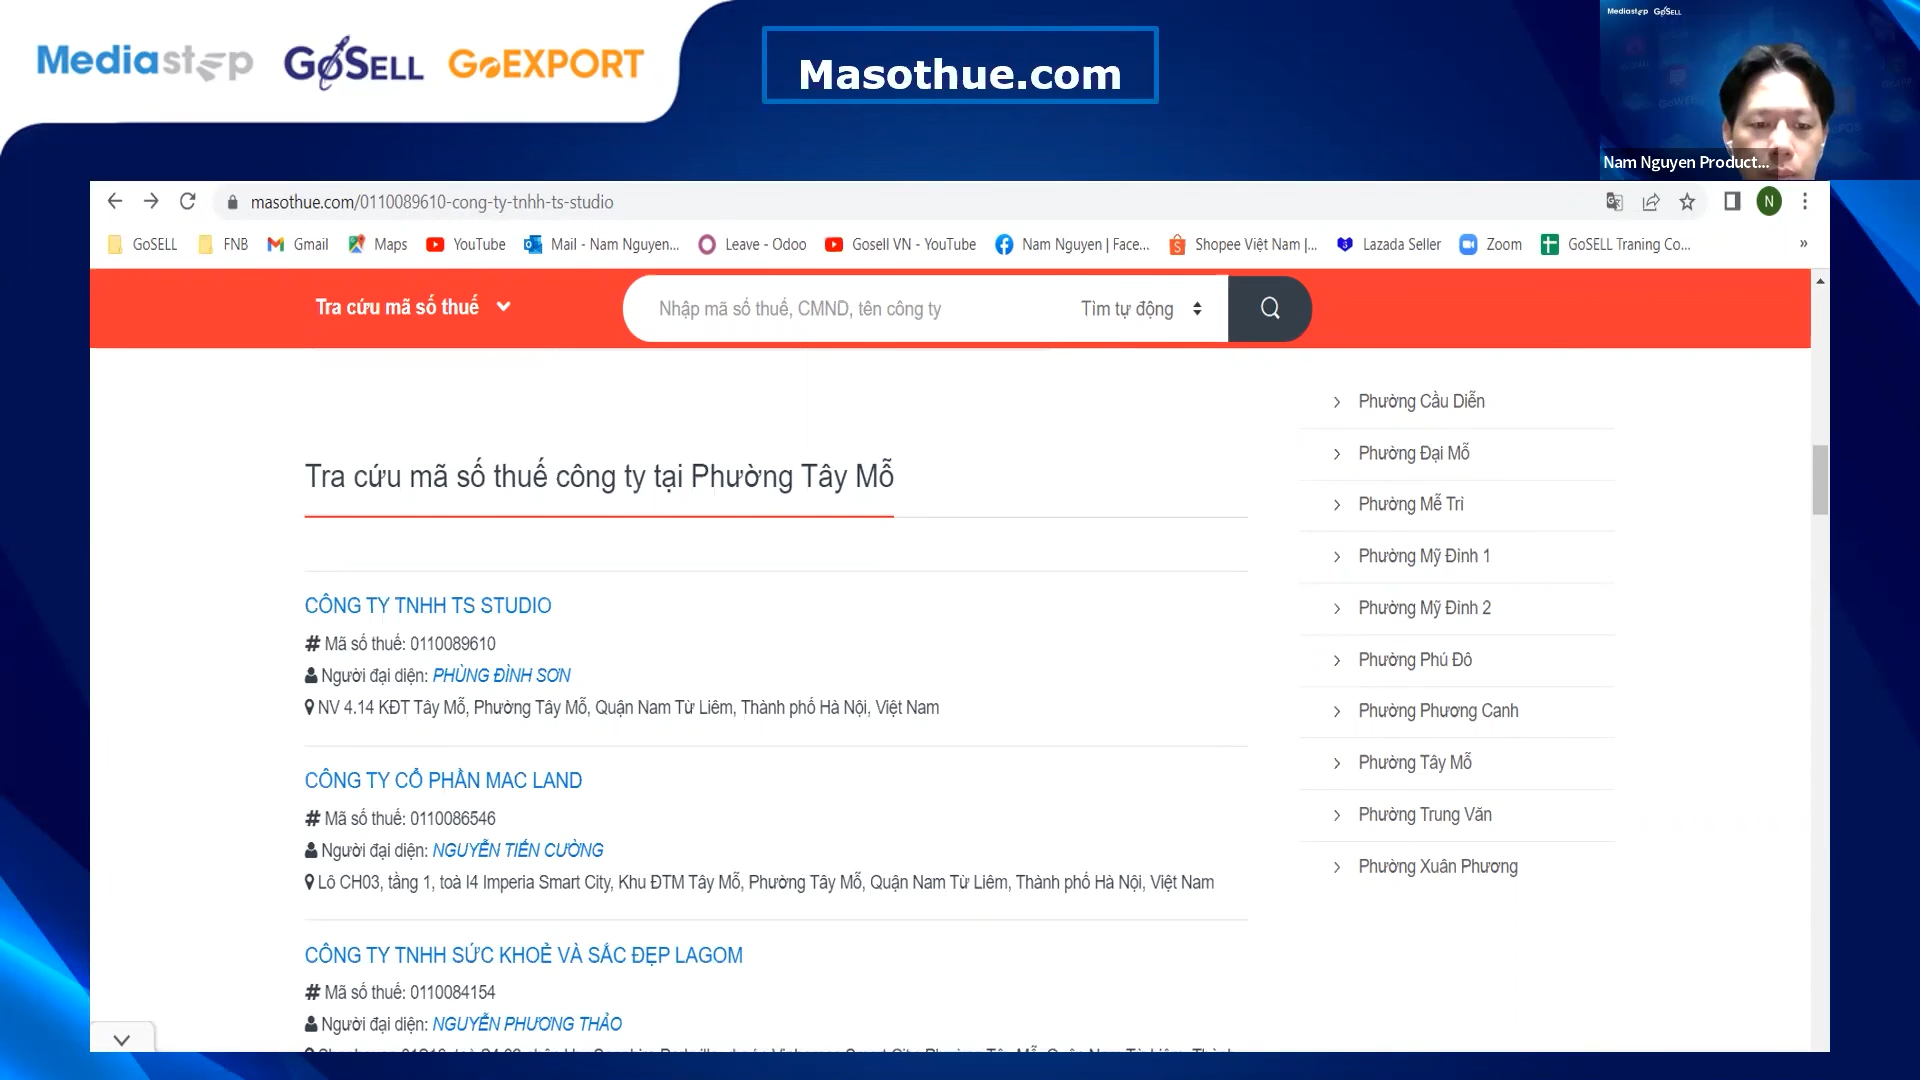 Mediastep GoSELL GoEXPORT
Masothue.com
Mediastep GoSELL
Nam Nguyen Product...
masothue.com/0110089610-cong-ty-tnhh-ts-studio
N
GoSELL FNB Gmail Maps YouTube Mail - Nam Nguyen... Leave - Odoo Gosell VN - YouTube Nam Nguyen | Face... Shopee Việt Nam |... Lazada Seller Zoom GoSELL Traning Co... »
Tra cứu mã số thuế
Nhập mã số thuế, CMND, tên công ty
Tìm tự động
Tra cứu mã số thuế công ty tại Phường Tây Mỗ
CÔNG TY TNHH TS STUDIO
# Mã số thuế: 0110089610
Người đại diện: PHÙNG ĐÌNH SƠN
NV 4.14 KĐT Tây Mỗ, Phường Tây Mỗ, Quận Nam Từ Liêm, Thành phố Hà Nội, Việt Nam
CÔNG TY CỔ PHẦN MAC LAND
# Mã số thuế: 0110086546
Người đại diện: NGUYỄN TIẾN CƯỜNG
Lô CH03, tầng 1, toà I4 Imperia Smart City, Khu ĐTM Tây Mỗ, Phường Tây Mỗ, Quận Nam Từ Liêm, Thành phố Hà Nội, Việt Nam
CÔNG TY TNHH SỨC KHOẺ VÀ SẮC ĐẸP LAGOM
# Mã số thuế: 0110084154
Người đại diện: NGUYỄN PHƯƠNG THẢO
Phường Cầu Diễn
Phường Đại Mỗ
Phường Mễ Trì
Phường Mỹ Đình 1
Phường Mỹ Đình 2
Phường Phú Đô
Phường Phương Canh
Phường Tây Mỗ
Phường Trung Văn
Phường Xuân Phương